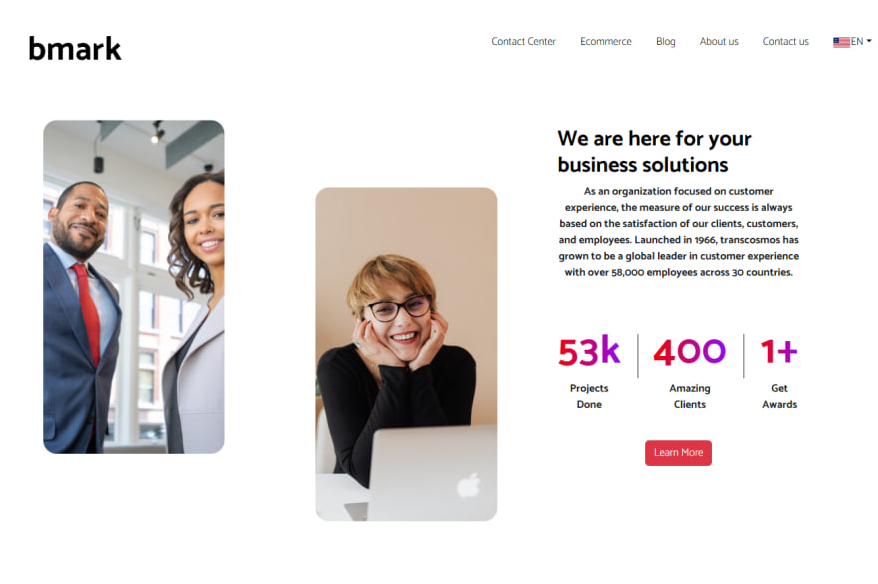 bmark
Contact Center
Ecommerce
Blog
About us
Contact us
EN
We are here for your
business solutions
As an organization focused on customer
experience, the measure of our success is always
based on the satisfaction of our clients, customers,
and employees. Launched in 1966, transcosmos has
grown to be a global leader in customer experience
with over 58,000 employees across 30 countries.
53k
400
1+
Projects
Done
Amazing
Clients
Get
Awards
Learn More